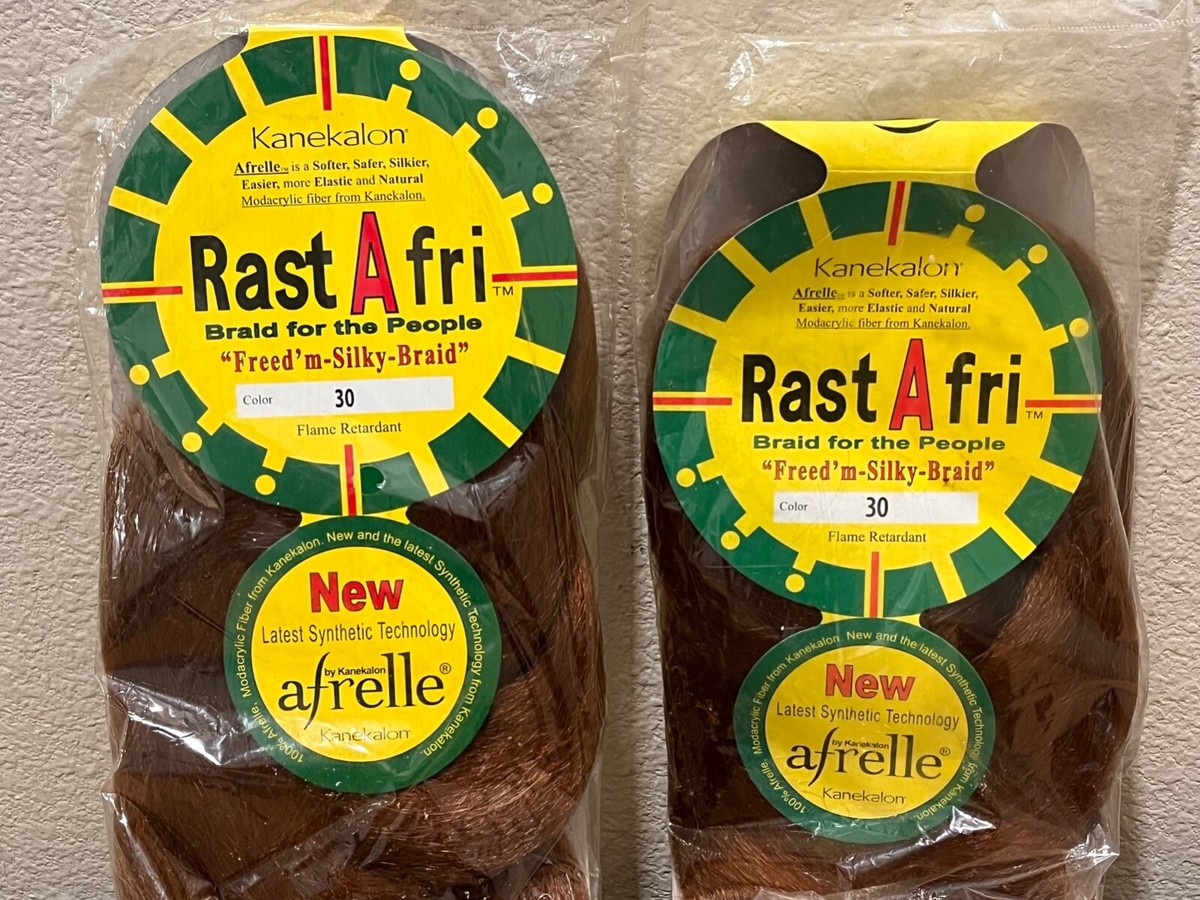 Kanekalon®
Afrelle™ is a Softer, Safer, Silkier,
Easier, more Elastic and Natural
Modacrylic fiber from Kanekalon.
RastAfri™
Braid for the People
“Freed’m-Silky-Braid”
Color 30
Flame Retardant
100% Afrelle, Modacrylic Fiber from Kanekalon. New and the latest Synthetic Technology from Kanekalon.
New
Latest Synthetic Technology
by Kanekalon
afrelle®
Kanekalon
Kanekalon®
Afrelle™ is a Softer, Safer, Silkier,
Easier, more Elastic and Natural
Modacrylic fiber from Kanekalon.
RastAfri™
Braid for the People
“Freed’m-Silky-Braid”
Color 30
Flame Retardant
100% Afrelle, Modacrylic Fiber from Kanekalon. New and the latest Synthetic Technology from Kanekalon.
New
Latest Synthetic Technology
by Kanekalon
afrelle®
Kanekalon